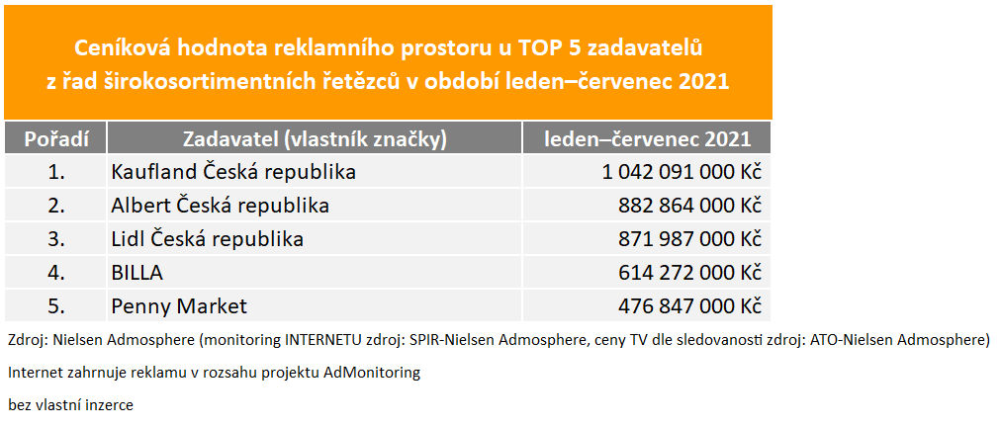 Ceníková hodnota reklamního prostoru u TOP 5 zadavatelů
z řad širokosortimentních řetězců v období leden–červenec 2021
Pořadí Zadavatel (vlastník značky) leden–červenec 2021
1. Kaufland Česká republika 1 042 091 000 Kč
2. Albert Česká republika 882 864 000 Kč
3. Lidl Česká republika 871 987 000 Kč
4. BILLA 614 272 000 Kč
5. Penny Market 476 847 000 Kč
Zdroj: Nielsen Admosphere (monitoring INTERNETU zdroj: SPIR-Nielsen Admosphere, ceny TV dle sledovanosti zdroj: ATO-Nielsen Admosphere)
Internet zahrnuje reklamu v rozsahu projektu AdMonitoring
bez vlastní inzerce